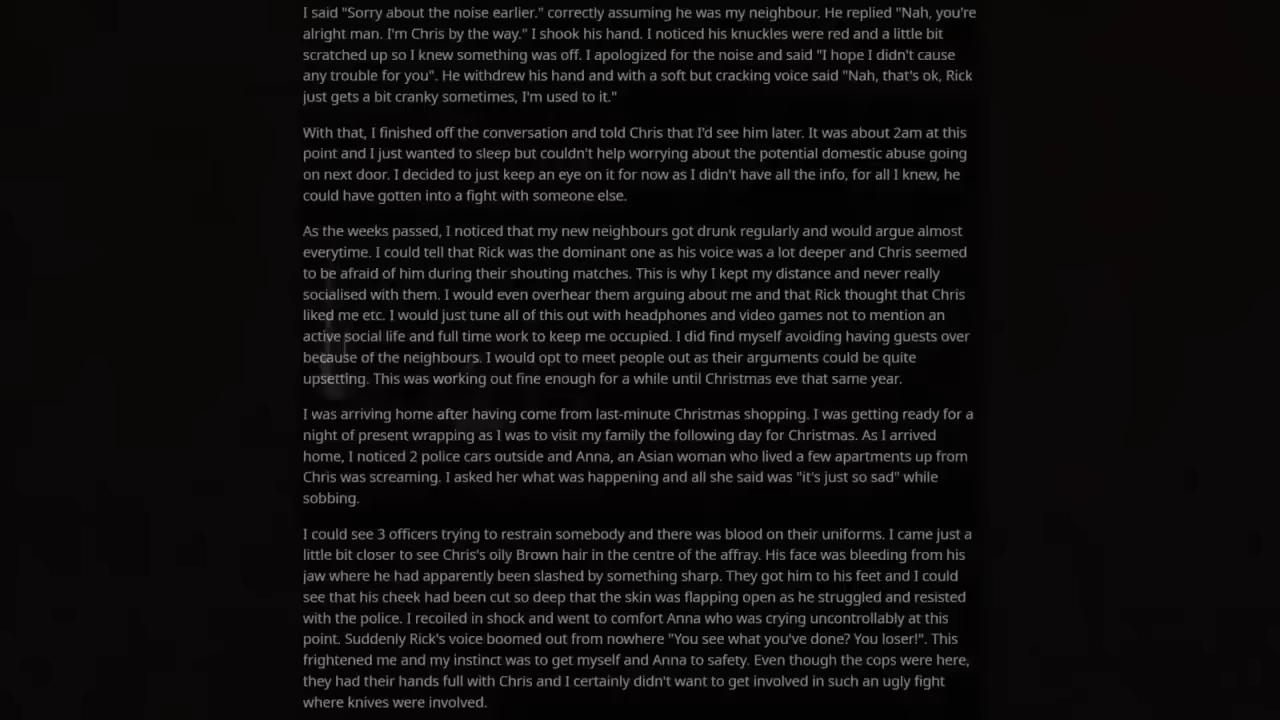 I said "Sorry about the noise earlier." correctly assuming he was my neighbour. He replied "Nah, you're
alright man. I'm Chris by the way." I shook his hand. I noticed his knuckles were red and a little bit
scratched up so I knew something was off. I apologized for the noise and said "I hope I didn't cause
any trouble for you". He withdrew his hand and with a soft but cracking voice said "Nah, that's ok, Rick
just gets a bit cranky sometimes, I'm used to it."
With that, I finished off the conversation and told Chris that I'd see him later. It was about 2am at this
point and I just wanted to sleep but couldn't help worrying about the potential domestic abuse going
on next door. I decided to just keep an eye on it for now as I didn't have all the info, for all I knew, he
could have gotten into a fight with someone else.
As the weeks passed, I noticed that my new neighbours got drunk regularly and would argue almost
everytime. I could tell that Rick was the dominant one as his voice was a lot deeper and Chris seemed
to be afraid of him during their shouting matches. This is why I kept my distance and never really
socialised with them. I would even overhear them arguing about me and that Rick thought that Chris
liked me etc. I would just tune all of this out with headphones and video games not to mention an
active social life and full time work to keep me occupied. I did find myself avoiding having guests over
because of the neighbours. I would opt to meet people out as their arguments could be quite
upsetting. This was working out fine enough for a while until Christmas eve that same year.
I was arriving home after having come from last-minute Christmas shopping. I was getting ready for a
night of present wrapping as I was to visit my family the following day for Christmas. As I arrived
home, I noticed 2 police cars outside and Anna, an Asian woman who lived a few apartments up from
Chris was screaming. I asked her what was happening and all she said was "it's just so sad" while
sobbing.
I could see 3 officers trying to restrain somebody and there was blood on their uniforms. I came just a
little bit closer to see Chris's oily Brown hair in the centre of the affray. His face was bleeding from his
jaw where he had apparently been slashed by something sharp. They got him to his feet and I could
see that his cheek had been cut so deep that the skin was flapping open as he struggled and resisted
with the police. I recoiled in shock and went to comfort Anna who was crying uncontrollably at this
point. Suddenly Rick's voice boomed out from nowhere "You see what you've done? You loser!". This
frightened me and my instinct was to get myself and Anna to safety. Even though the cops were here,
they had their hands full with Chris and I certainly didn't want to get involved in such an ugly fight
where knives were involved.